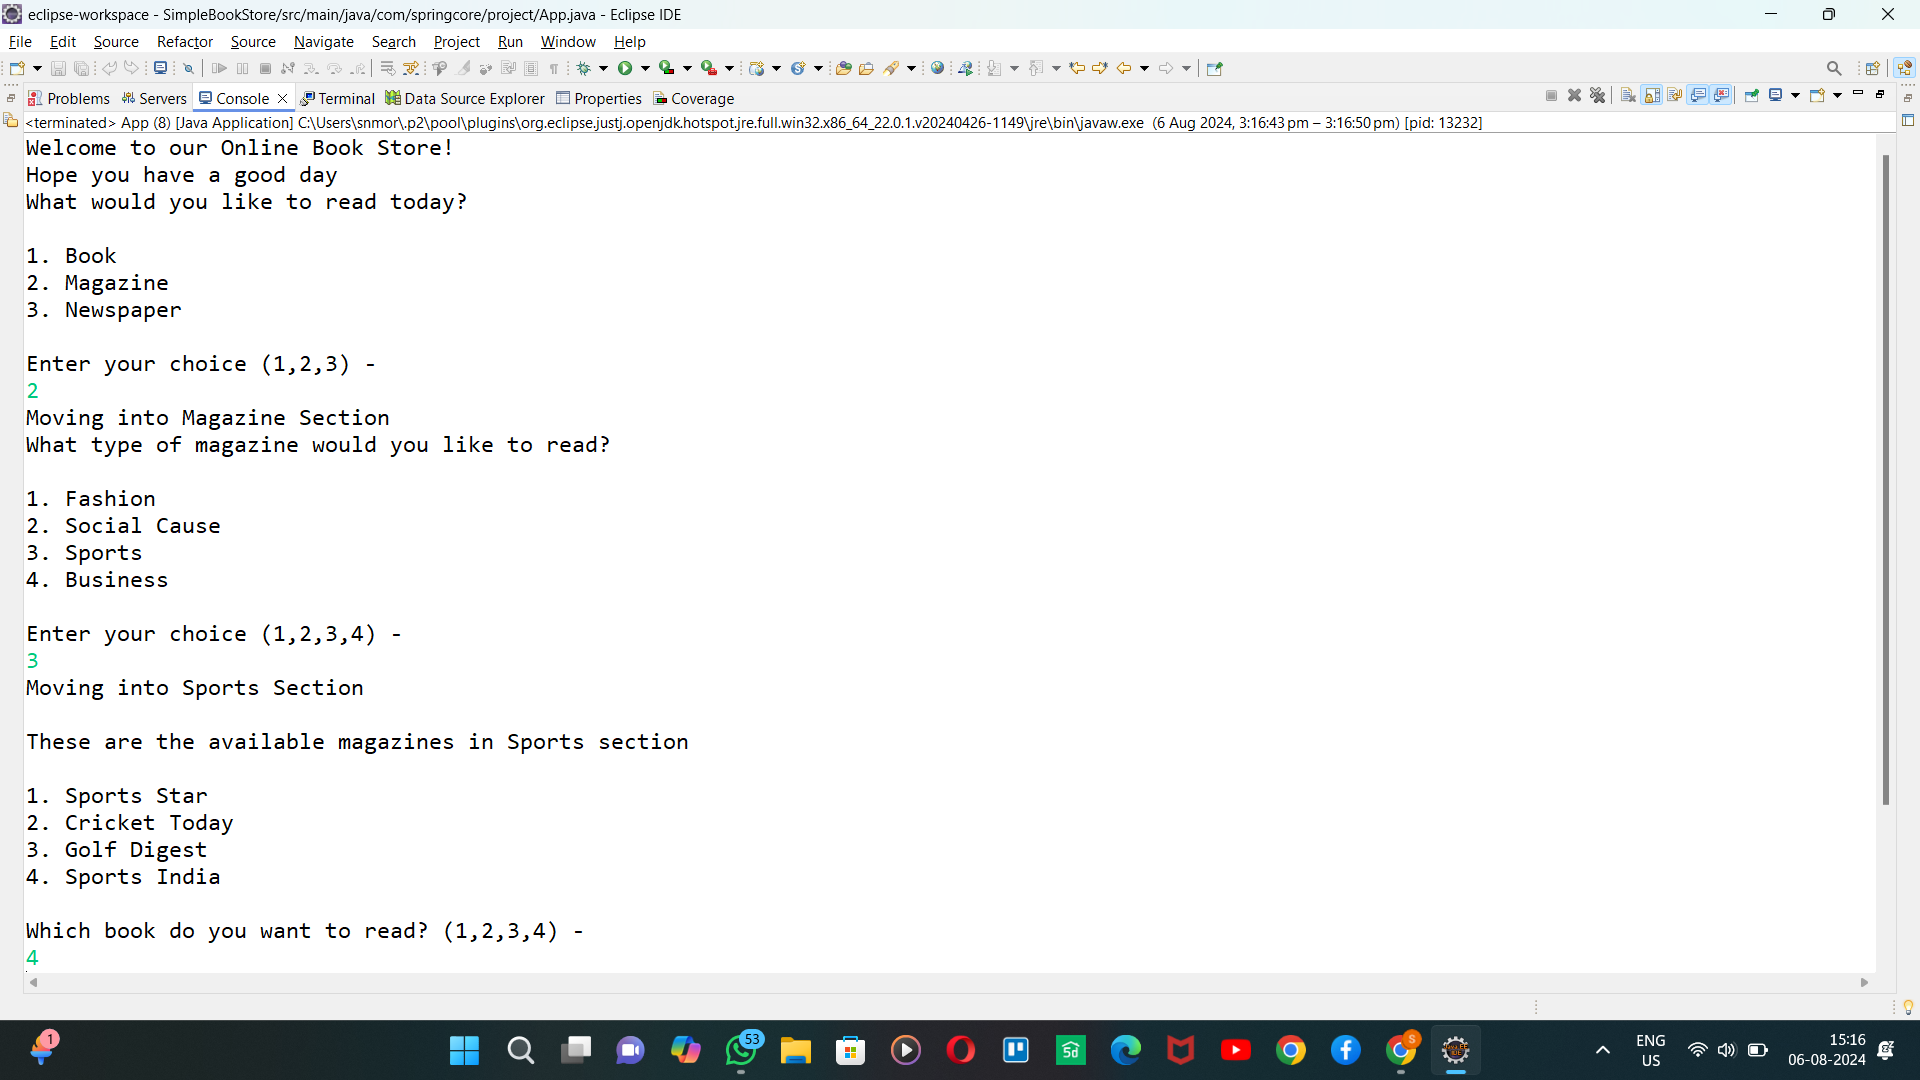 eclipse-workspace - SimpleBookStore/src/main/java/com/springcore/project/App.java - Eclipse IDE
File Edit Source Refactor Source Navigate Search Project Run Window Help
Problems Servers Console Terminal Data Source Explorer Properties Coverage
<terminated> App (8) [Java Application] C:\Users\snmor\.p2\pool\plugins\org.eclipse.justj.openjdk.hotspot.jre.full.win32.x86_64_22.0.1.v20240426-1149\jre\bin\javaw.exe (6 Aug 2024, 3:16:43 pm – 3:16:50 pm) [pid: 13232]
Welcome to our Online Book Store!
Hope you have a good day
What would you like to read today?
1. Book
2. Magazine
3. Newspaper
Enter your choice (1,2,3) -
2
Moving into Magazine Section
What type of magazine would you like to read?
1. Fashion
2. Social Cause
3. Sports
4. Business
Enter your choice (1,2,3,4) -
3
Moving into Sports Section
These are the available magazines in Sports section
1. Sports Star
2. Cricket Today
3. Golf Digest
4. Sports India
Which book do you want to read? (1,2,3,4) -
4
1
53
Sd
S
ENG
US
15:16
06-08-2024